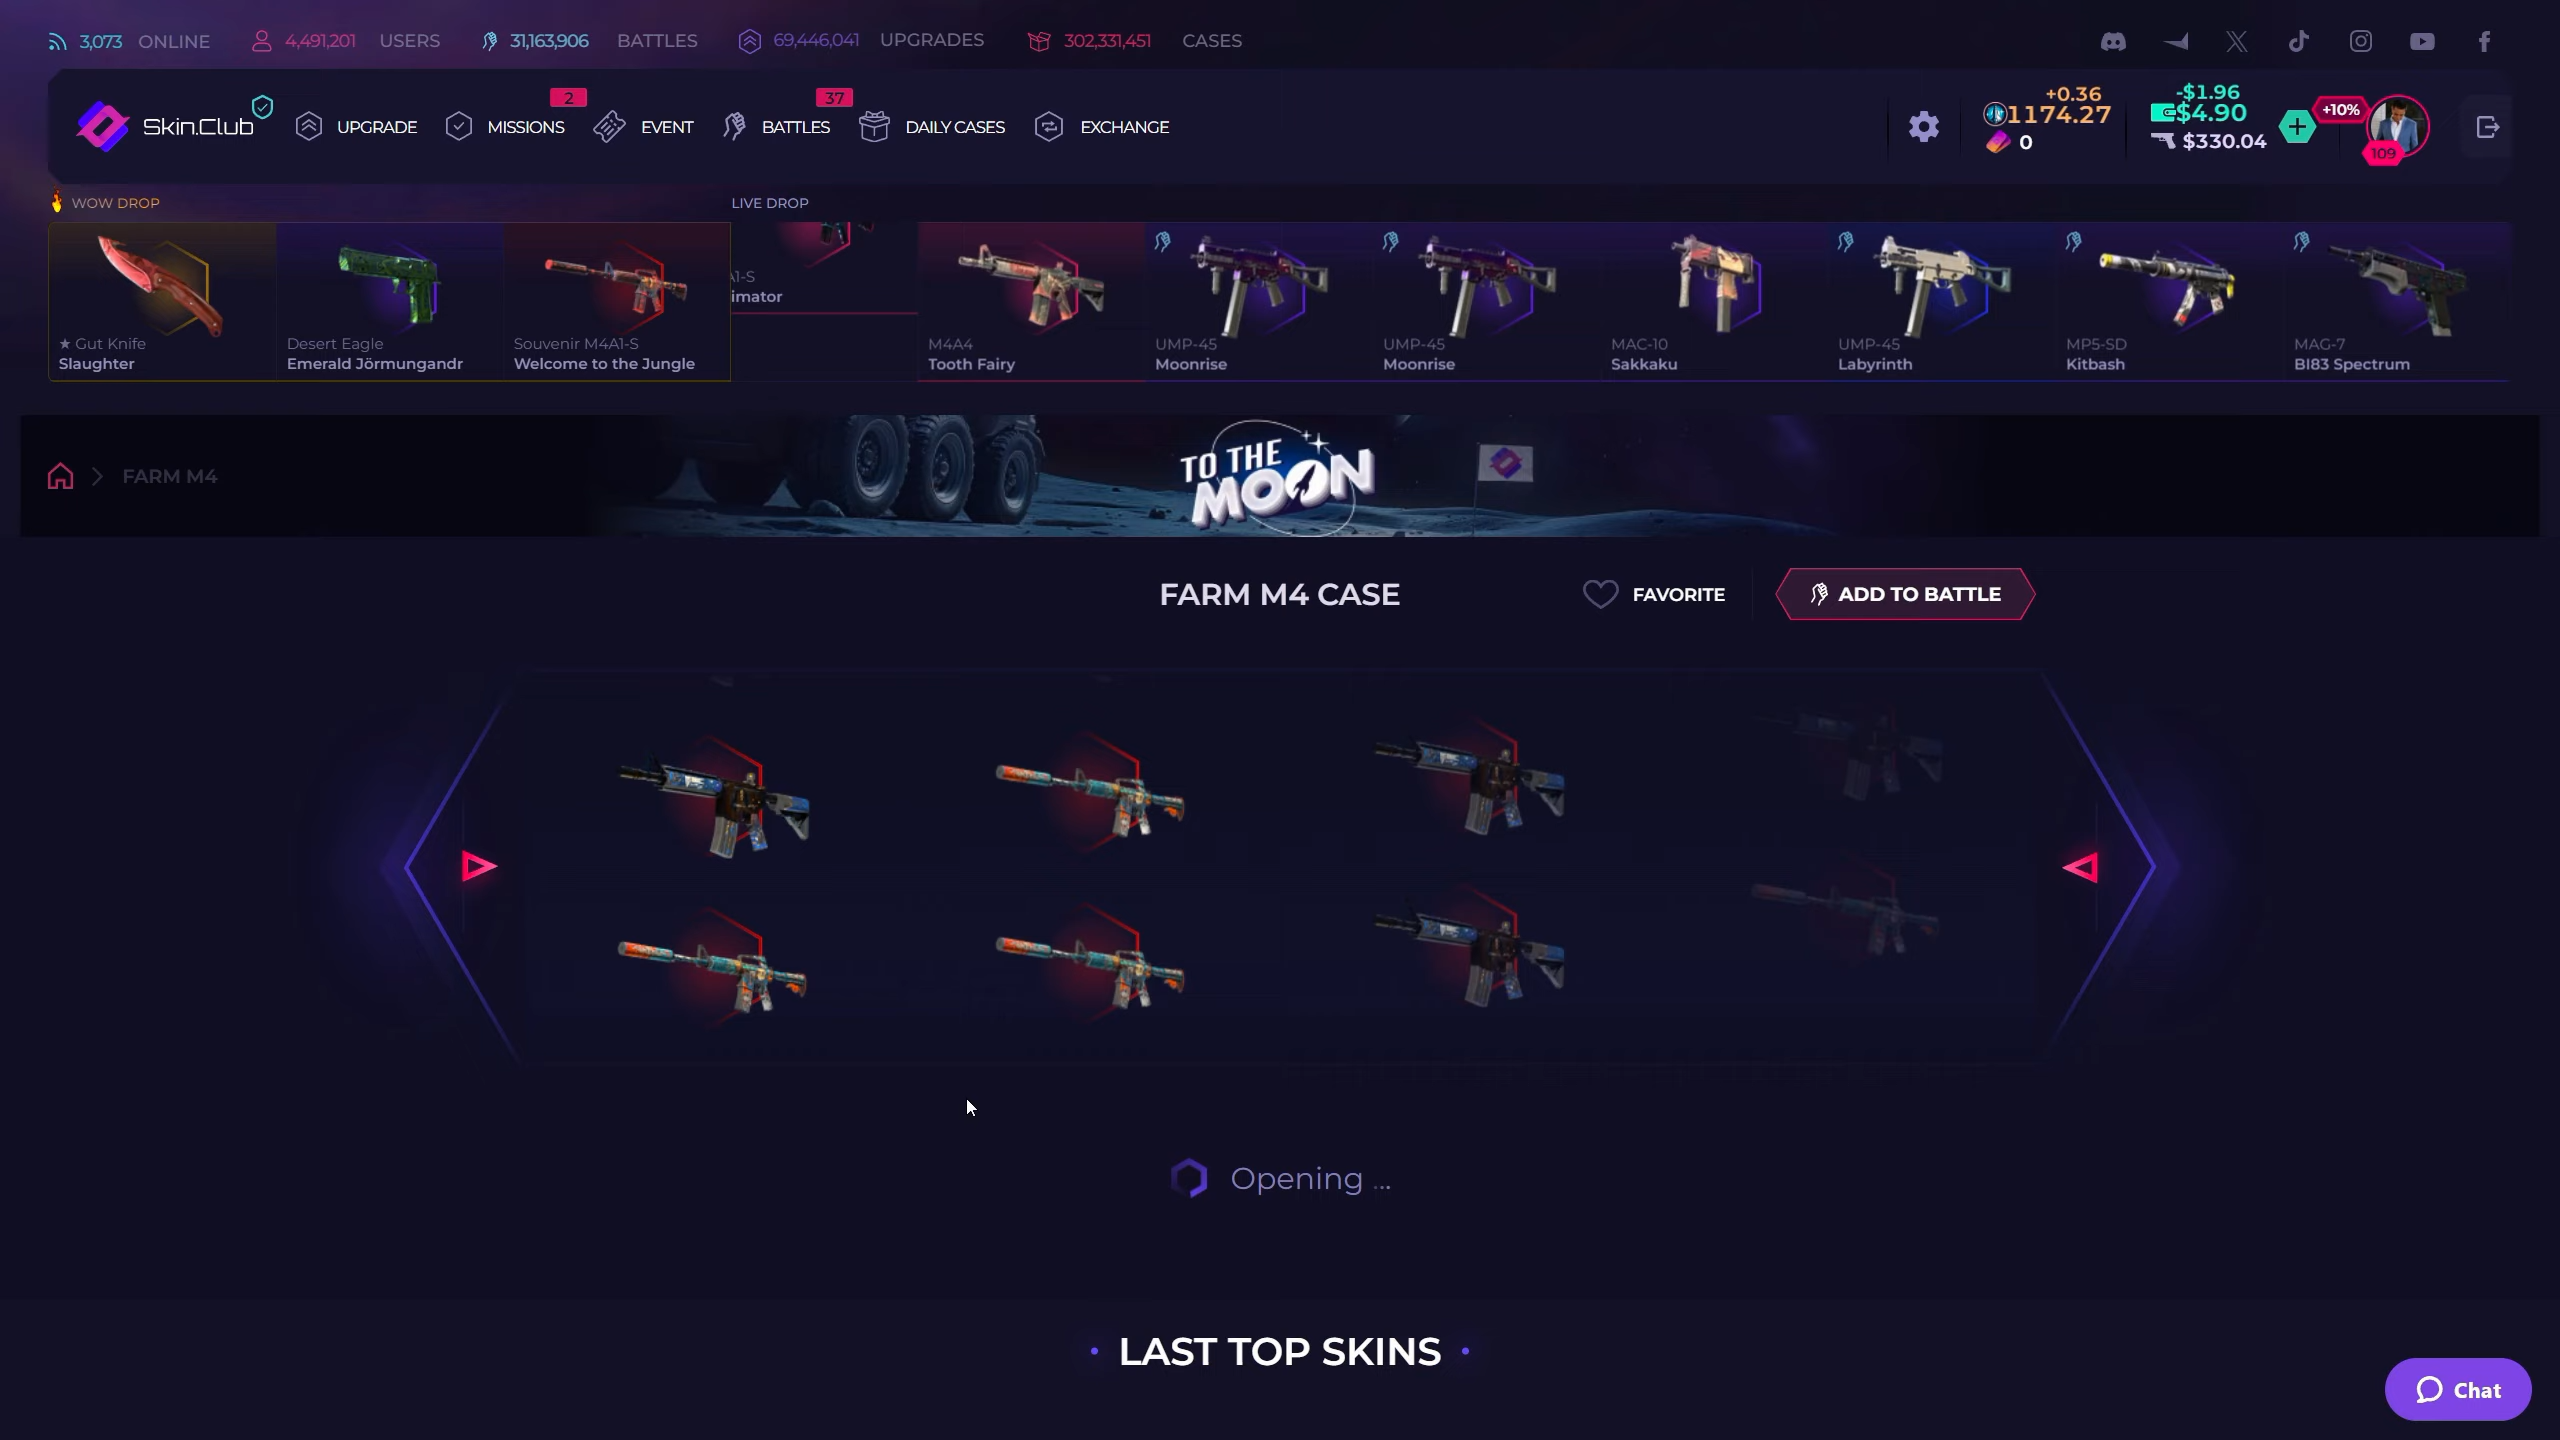 3,073 ONLINE 4,491,201 USERS 31,163,906 BATTLES 69,446,041 UPGRADES 302,331,451 CASES
Skin.Club UPGRADE MISSIONS 2 EVENT BATTLES 37 DAILY CASES EXCHANGE
+0.36
1174.27
0
-$1.96
$4.90
$330.04
+10%
109
WOW DROP
LIVE DROP
★ Gut Knife
Slaughter
Desert Eagle
Emerald Jörmungandr
Souvenir M4A1-S
Welcome to the Jungle
A1-S
imator
M4A4
Tooth Fairy
UMP-45
Moonrise
UMP-45
Moonrise
MAC-10
Sakkaku
UMP-45
Labyrinth
MP5-SD
Kitbash
MAG-7
BI83 Spectrum
FARM M4
TO THE
MOON
FARM M4 CASE
FAVORITE
ADD TO BATTLE
Opening ...
• LAST TOP SKINS •
Chat